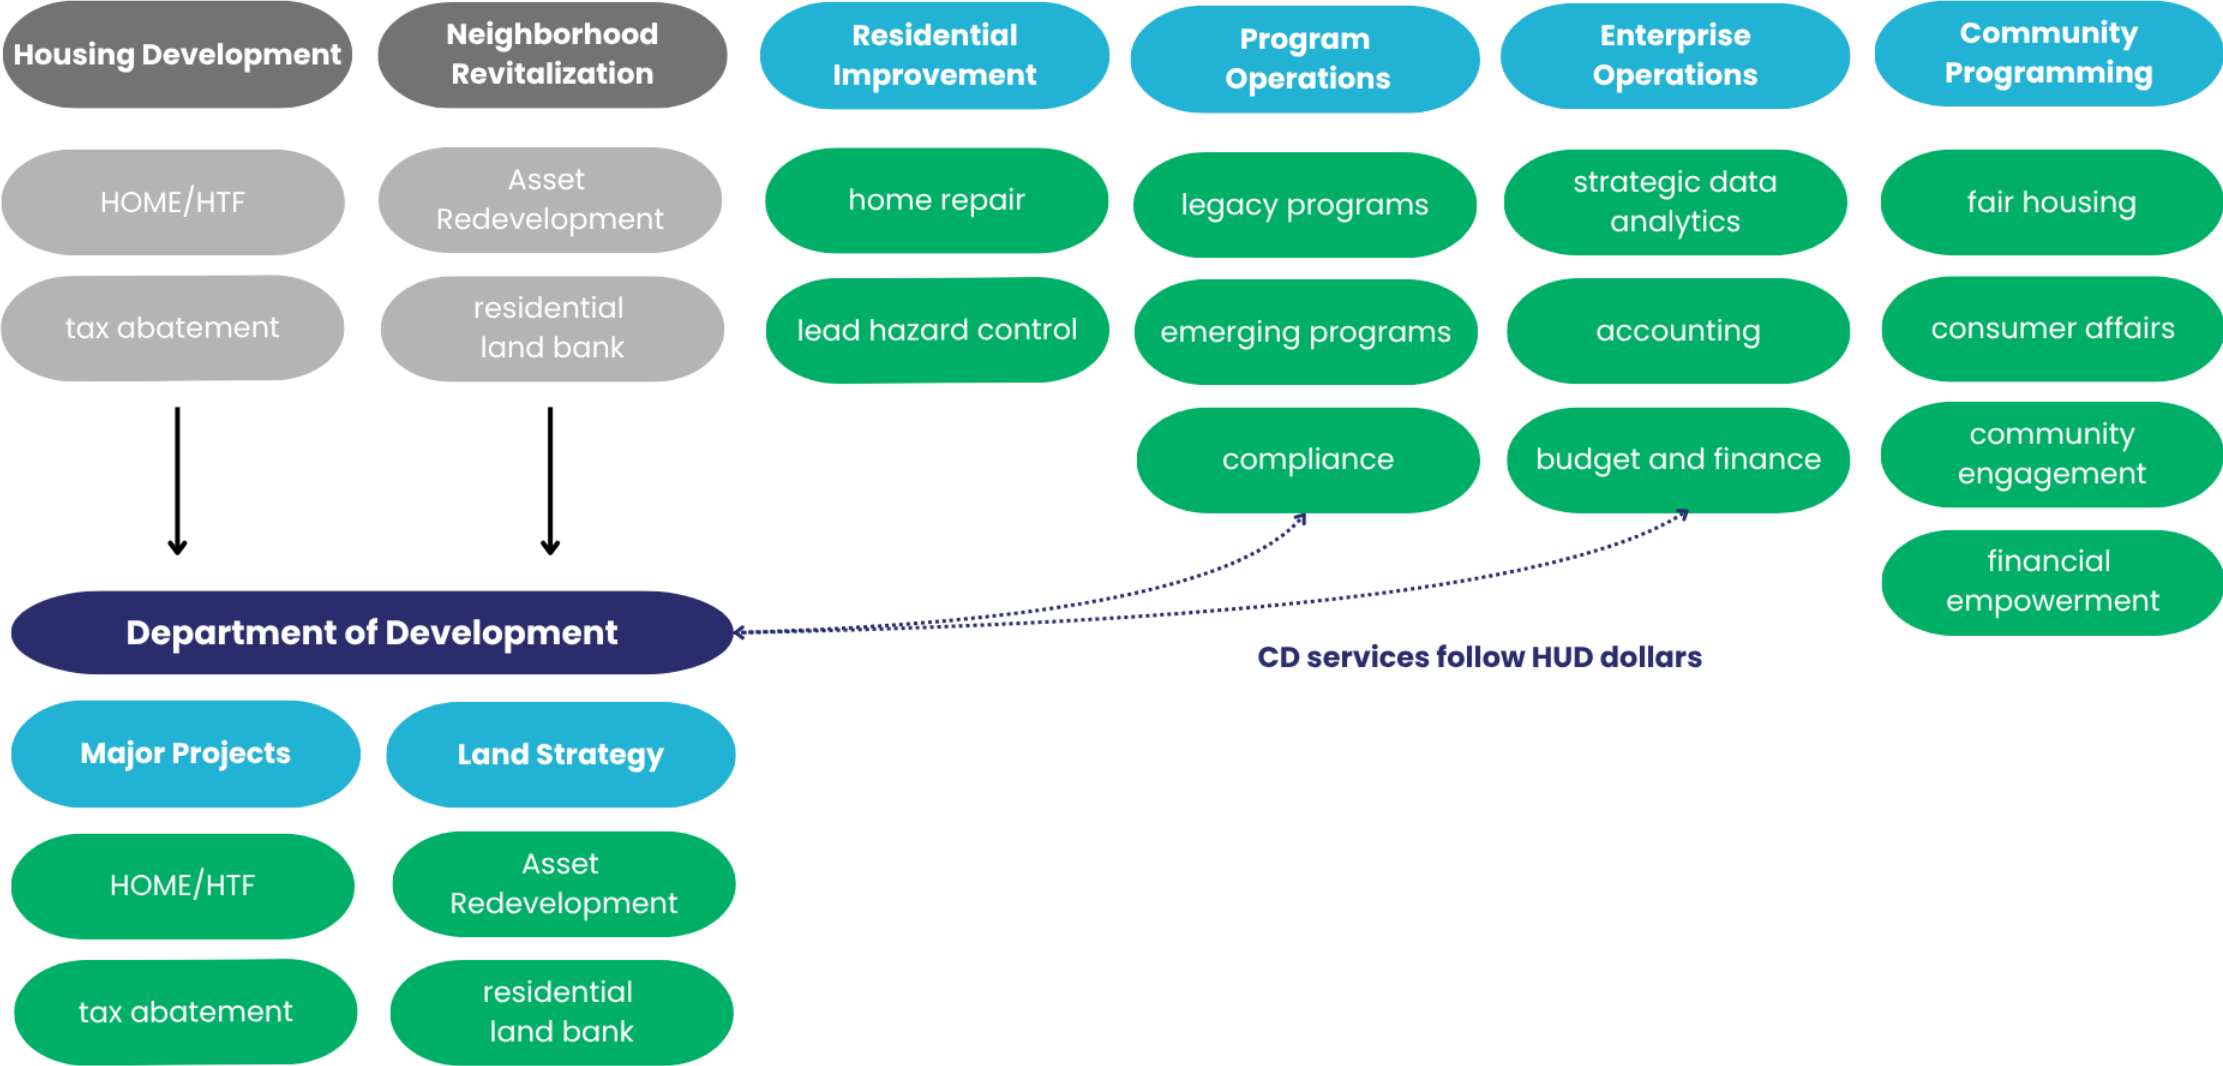 Housing Development
Neighborhood
Revitalization
Residential
Improvement
Program
Operations
Enterprise
Operations
Community
Programming
HOME/HTF
Asset
Redevelopment
home repair
legacy programs
strategic data
analytics
fair housing
tax abatement
residential
land bank
lead hazard control
emerging programs
accounting
consumer affairs
compliance
budget and finance
community
engagement
financial
empowerment
Department of Development
CD services follow HUD dollars
Major Projects
Land Strategy
HOME/HTF
Asset
Redevelopment
tax abatement
residential
land bank